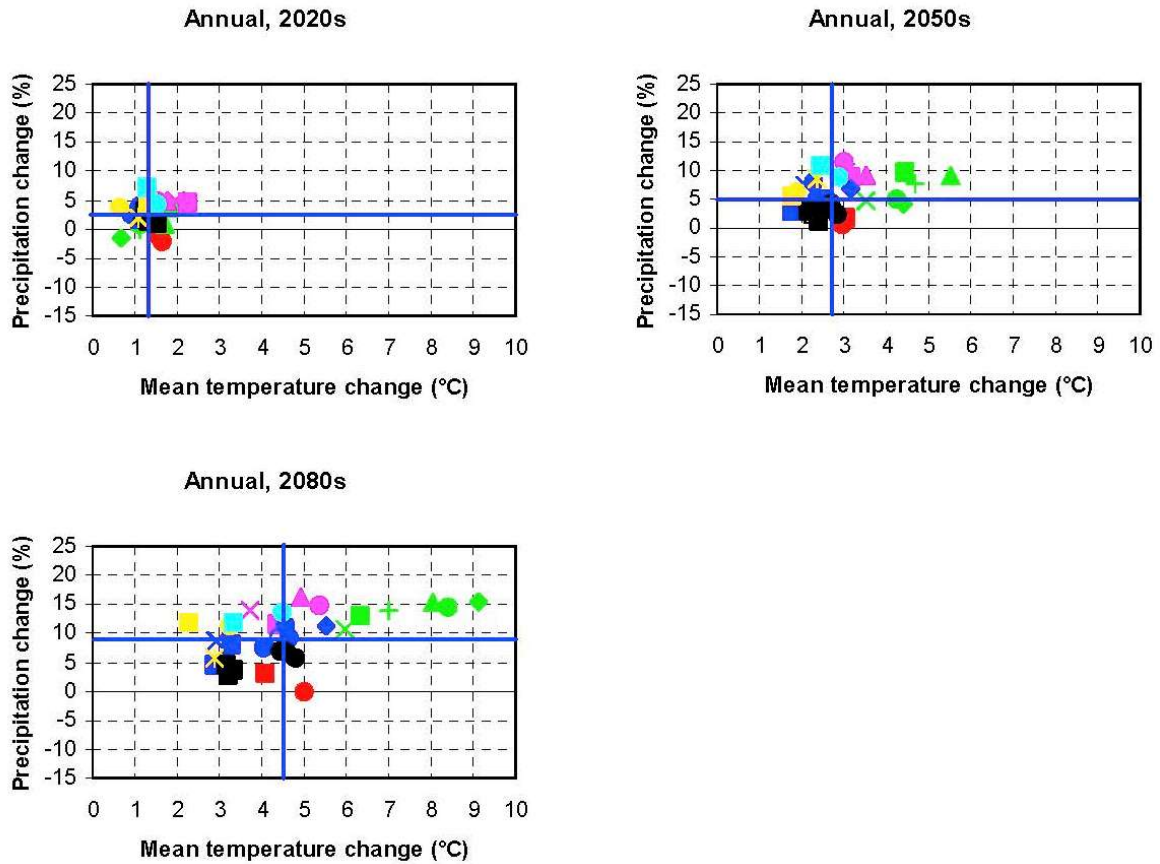 Annual, 2020s
Precipitation change (%)
25
20
15
10
5
0
-5
-10
-15
0 1 2 3 4 5 6 7 8 9 10
Mean temperature change (°C)
Annual, 2050s
Precipitation change (%)
25
20
15
10
5
0
-5
-10
-15
0 1 2 3 4 5 6 7 8 9 10
Mean temperature change (°C)
Annual, 2080s
Precipitation change (%)
25
20
15
10
5
0
-5
-10
-15
0 1 2 3 4 5 6 7 8 9 10
Mean temperature change (°C)